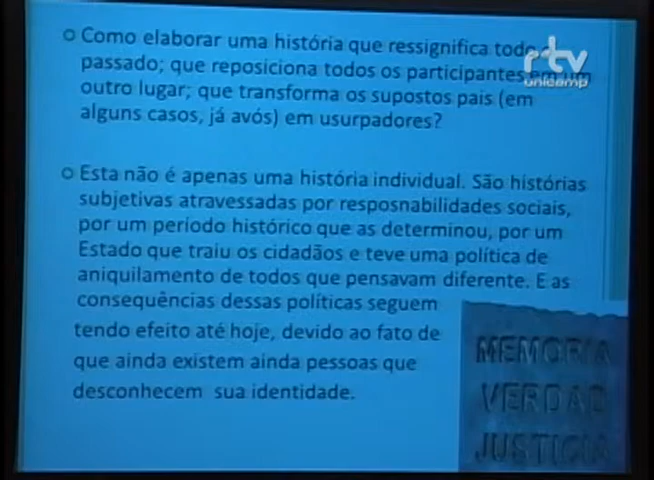 Como elaborar uma história que ressignifica todo
passado; que reposiciona todos os participantes em um
outro lugar; que transforma os supostos pais (em
alguns casos, já avós) em usurpadores?
Esta não é apenas uma história individual. São histórias
subjetivas atravessadas por resposnabilidades sociais,
por um período histórico que as determinou, por um
Estado que traiu os cidadãos e teve uma política de
aniquilamento de todos que pensavam diferente. E as
consequências dessas políticas seguem
tendo efeito até hoje, devido ao fato de
que ainda existem ainda pessoas que
desconhecem sua identidade.
MEMORIA
VERDAD
JUSTICIA
rtv
unicamp